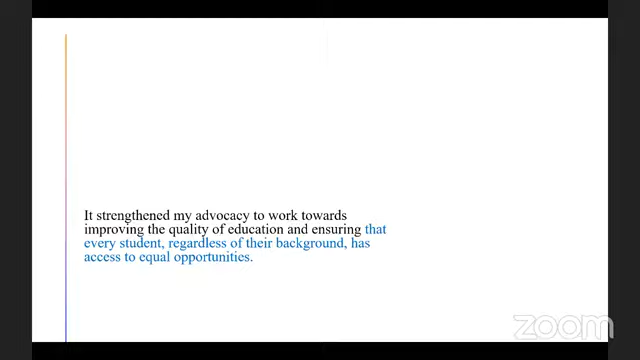 It strengthened my advocacy to work towards
improving the quality of education and ensuring that
every student, regardless of their background, has
access to equal opportunities.
zoom